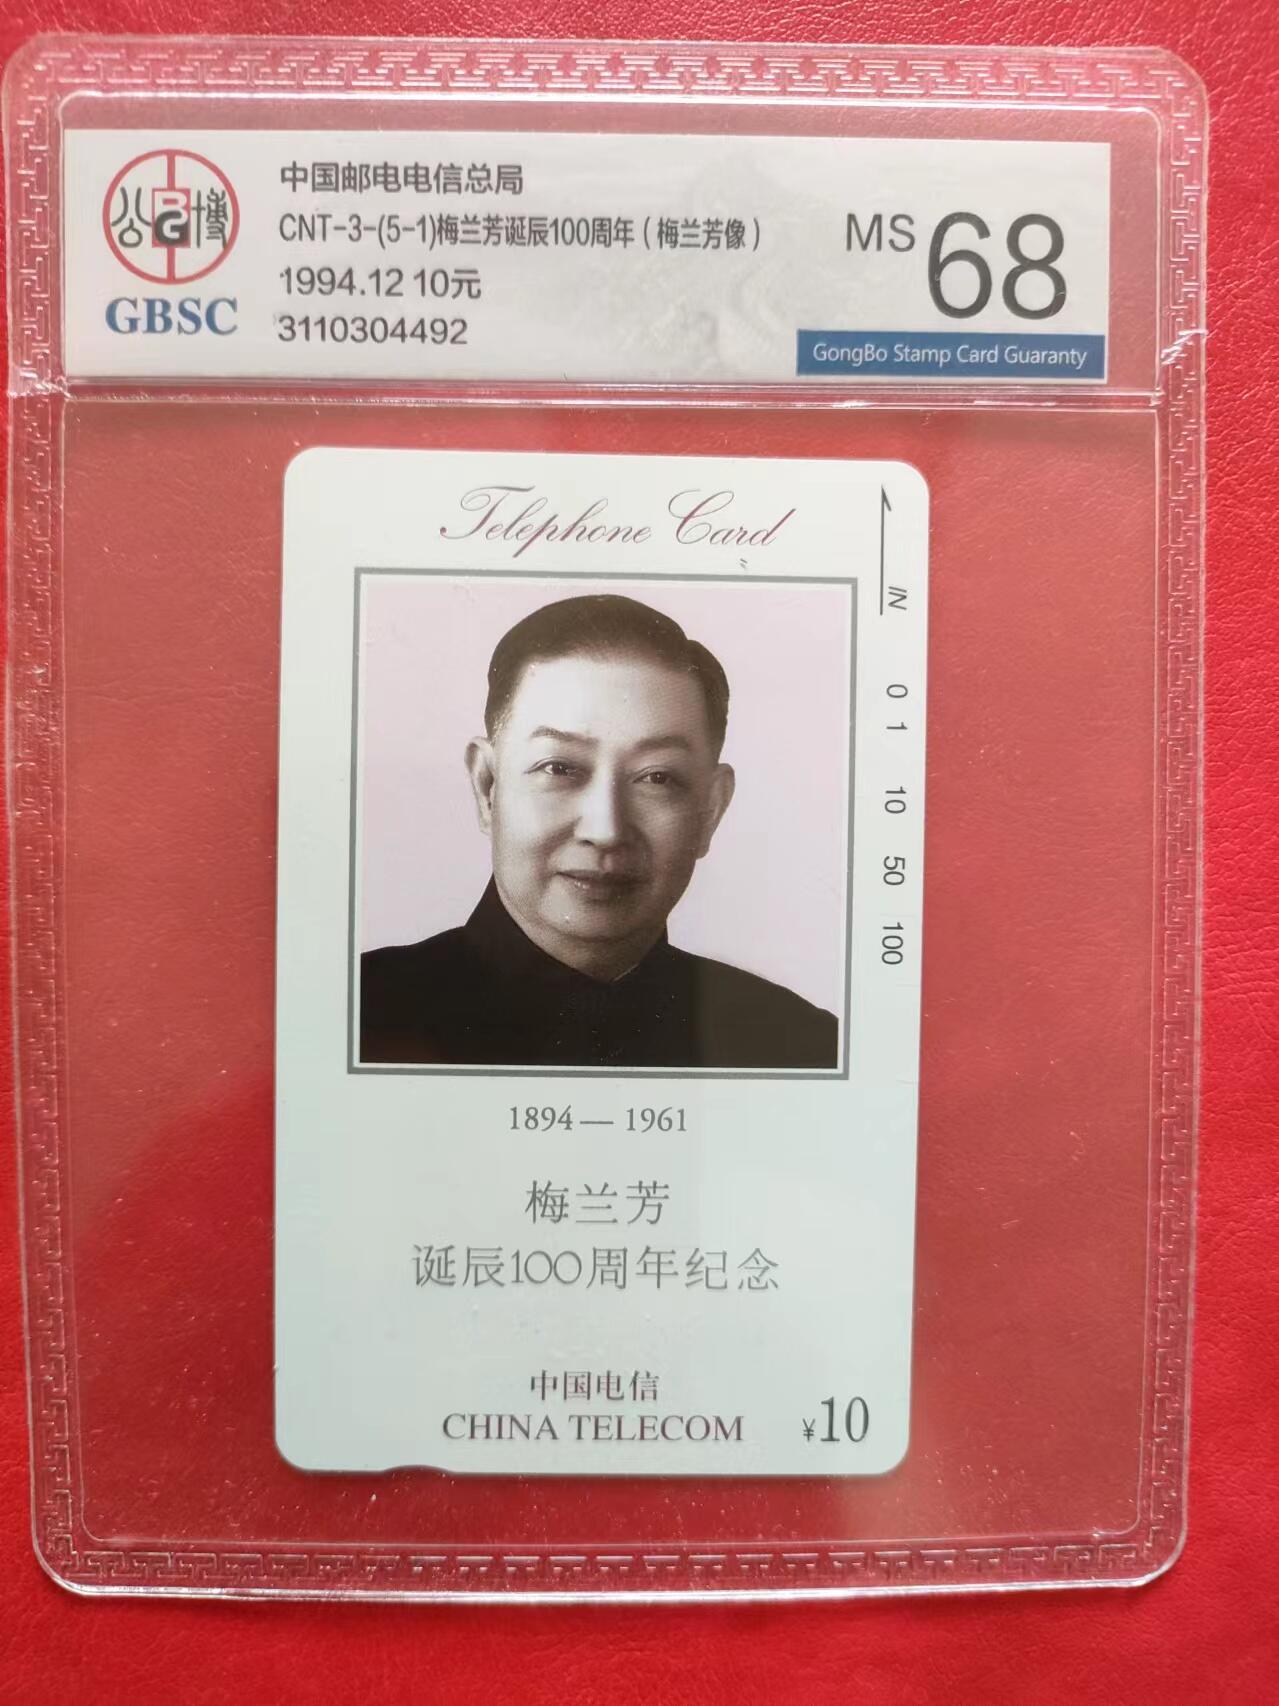 公博
BG
GBSC
中国邮电电信总局
CNT-3-(5-1)梅兰芳诞辰100周年(梅兰芳像)
1994.12 10元
3110304492
MS 68
GongBo Stamp Card Guaranty
Telephone Card
IN 0 1 10 50 100
1894 — 1961
梅兰芳
诞辰100周年纪念
中国电信
CHINA TELECOM
¥10